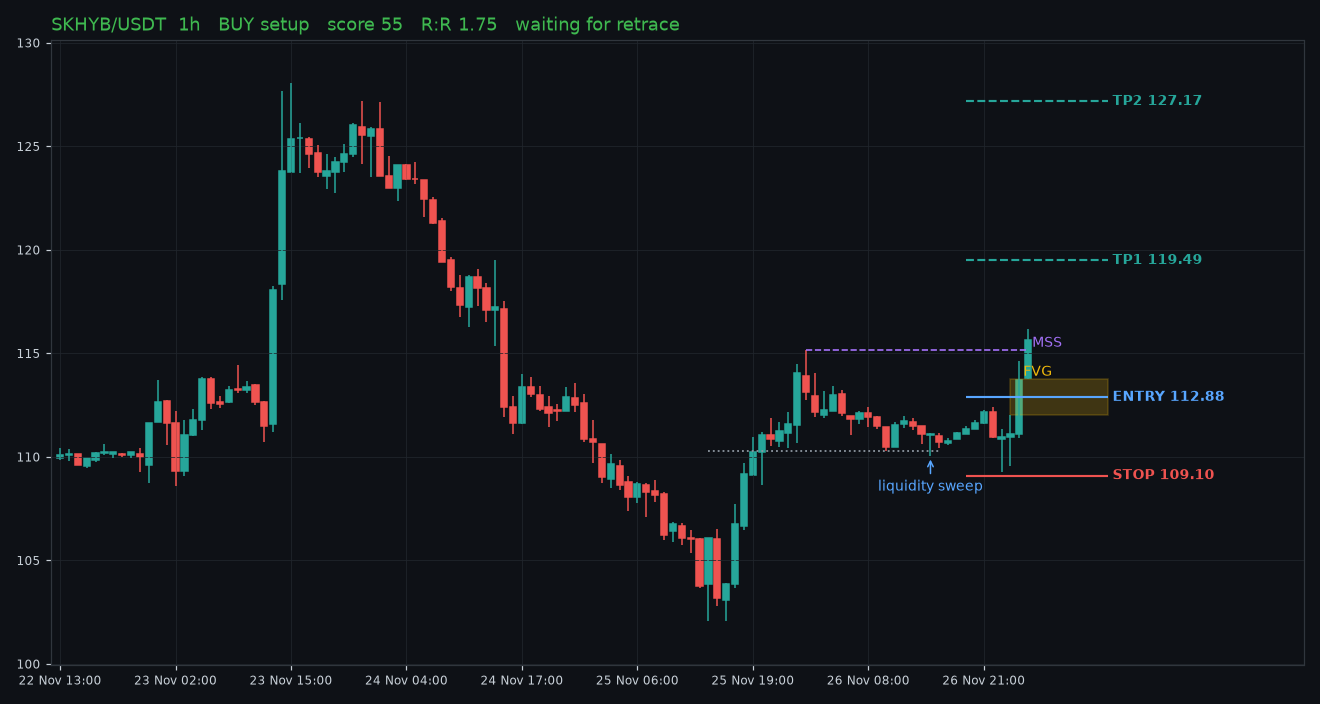 SKHYB/USDT 1h BUY setup score 55 R:R 1.75 waiting for retrace
130
125
120
115
110
105
100
TP2 127.17
TP1 119.49
MSS
FVG
ENTRY 112.88
STOP 109.10
liquidity sweep
22 Nov 13:00
23 Nov 02:00
23 Nov 15:00
24 Nov 04:00
24 Nov 17:00
25 Nov 06:00
25 Nov 19:00
26 Nov 08:00
26 Nov 21:00